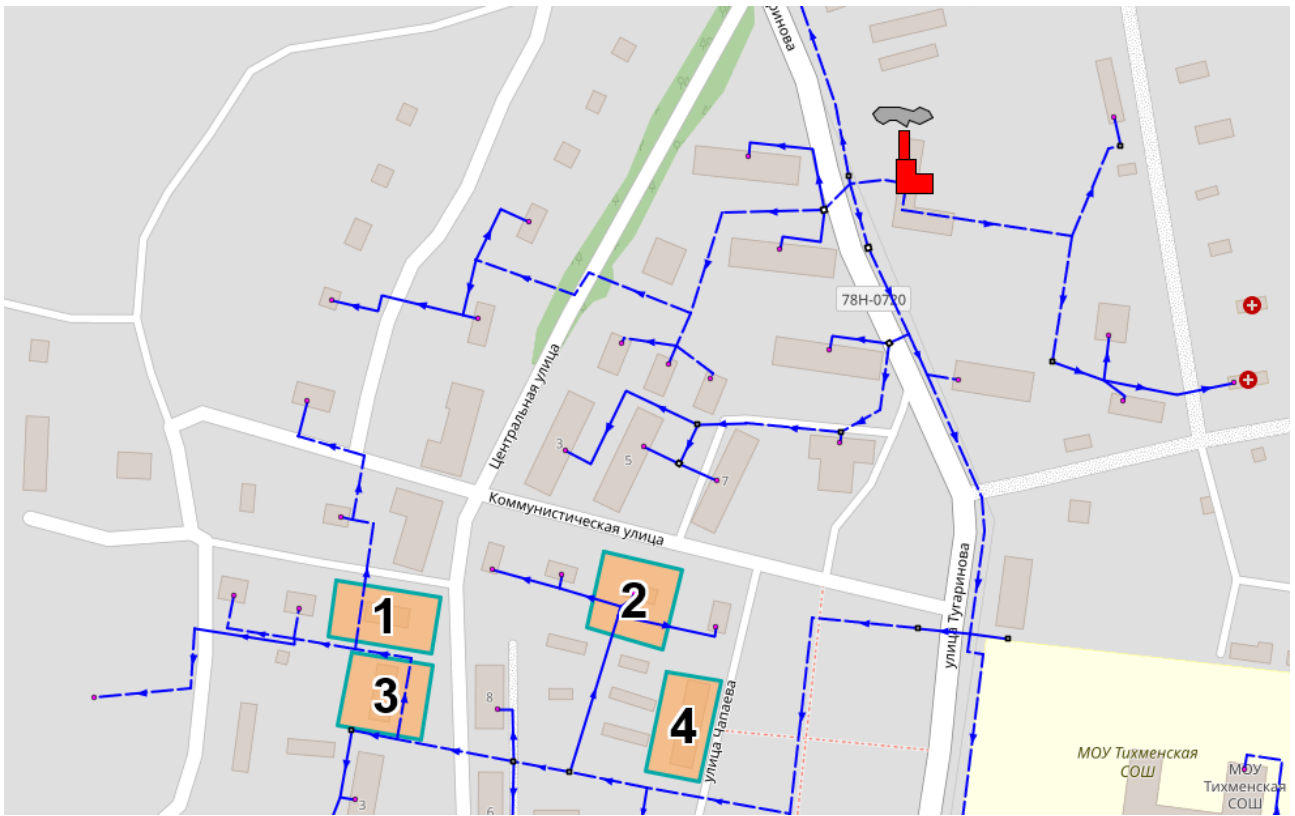 ринова
78Н-0720
Центральная улица
3
5
7
Коммунистическая улица
улица Тугаринова
1
2
3
4
8
улица Чапаева
МОУ Тихменская
СОШ
МОУ
Тихменская
СОШ
3
6